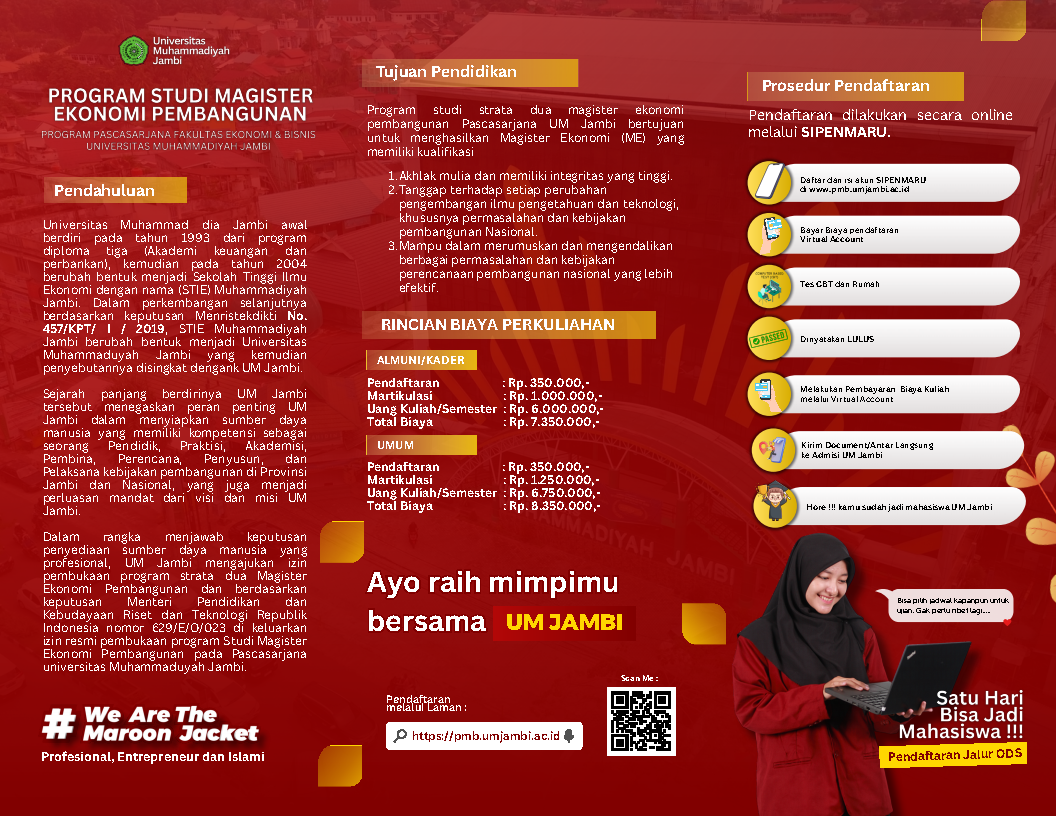 Universitas
Muhammadiyah
Jambi
PROGRAM STUDI MAGISTER
EKONOMI PEMBANGUNAN
PROGRAM PASCASARJANA FAKULTAS EKONOMI & BISNIS
UNIVERSITAS MUHAMMADIYAH JAMBI
Pendahuluan
Universitas Muhammad dia Jambi awal
berdiri pada tahun 1993 dari program
diploma tiga (Akademi keuangan dan
perbankan), kemudian pada tahun 2004
berubah bentuk menjadi Sekolah Tinggi Ilmu
Ekonomi dengan nama (STIE) Muhammadiyah
Jambi. Dalam perkembangan selanjutnya
berdasarkan keputusan Menristekdikti No.
457/KPT/ I / 2019, STIE Muhammadiyah
Jambi berubah bentuk menjadi Universitas
Muhammaduyah Jambi yang kemudian
penyebutannya disingkat dengank UM Jambi.
Sejarah panjang berdirinya UM Jambi
tersebut menegaskan peran penting UM
Jambi dalam menyiapkan sumber daya
manusia yang memiliki kompetensi sebagai
seorang Pendidik, Praktisi, Akademisi,
Pembina, Perencana, Penyusun, dan
Pelaksana kebijakan pembangunan di Provinsi
Jambi dan Nasional, yang juga menjadi
perluasan mandat dari visi dan misi UM
Jambi.
Dalam rangka menjawab keputusan
penyediaan sumber daya manusia yang
profesional, UM Jambi mengajukan izin
pembukaan program strata dua Magister
Ekonomi Pembangunan dan berdasarkan
keputusan Menteri Pendidikan dan
Kebudayaan Riset dan Teknologi Republik
Indonesia nomor 629/E/O/023 di keluarkan
izin resmi pembukaan program Studi Magister
Ekonomi Pembangunan pada Pascasarjana
universitas Muhammaduyah Jambi.
# We Are The
Maroon Jacket
Profesional, Entrepreneur dan Islami
Tujuan Pendidikan
Program studi strata dua magister ekonomi
pembangunan Pascasarjana UM Jambi bertujuan
untuk menghasilkan Magister Ekonomi (ME) yang
memiliki kualifikasi
1. Akhlak mulia dan memiliki integritas yang tinggi.
2. Tanggap terhadap setiap perubahan
pengembangan ilmu pengetahuan dan teknologi,
khususnya permasalahan dan kebijakan
pembangunan Nasional.
3. Mampu dalam merumuskan dan mengendalikan
berbagai permasalahan dan kebijakan
perencanaan pembangunan nasional yang lebih
efektif.
RINCIAN BIAYA PERKULIAHAN
ALMUNI/KADER
Pendaftaran : Rp. 350.000,-
Martikulasi : Rp. 1.000.000,-
Uang Kuliah/Semester : Rp. 6.000.000,-
Total Biaya : Rp. 7.350.000,-
UMUM
Pendaftaran : Rp. 350.000,-
Martikulasi : Rp. 1.250.000,-
Uang Kuliah/Semester : Rp. 6.750.000,-
Total Biaya : Rp. 8.350.000,-
Ayo raih mimpimu
bersama UM JAMBI
Pendaftaran
melalui Laman :
https://pmb.umjambi.ac.id
Scan Me :
Prosedur Pendaftaran
Pendaftaran dilakukan secara online
melalui SIPENMARU.
Daftar dan isi akun SIPENMARU
di www.pmb.umjambi.ac.id
Bayar Biaya pendaftaran
Virtual Account
Tes CBT dari Rumah
PASSED
Dinyatakan LULUS
Melakukan Pembayaran Biaya Kuliah
melalui Virtual Account
Kirim Document/Antar Langsung
ke Admisi UM Jambi
Hore !!! kamu sudah jadi mahasiswa UM Jambi
Bisa pilih jadwal kapanpun untuk
ujian. Gak perlu ribet lagi...
Satu Hari
Bisa Jadi
Mahasiswa !!!
Pendaftaran Jalur ODS